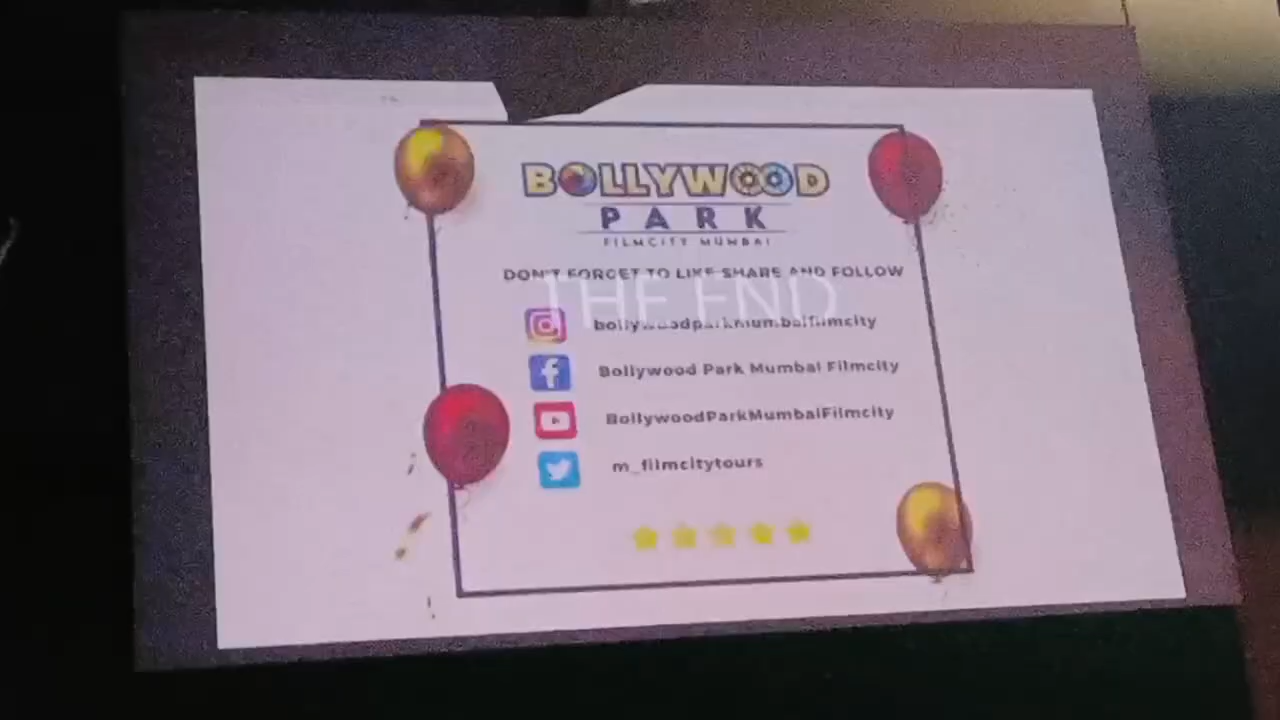 BOLLYWOOD
PARK
FILMCITY MUMBAI
DON'T FORGET TO LIKE SHARE AND FOLLOW
THE END
bollywoodparkmumbaifilmcity
Bollywood Park Mumbai Filmcity
BollywoodParkMumbaiFilmcity
m_filmcitytours